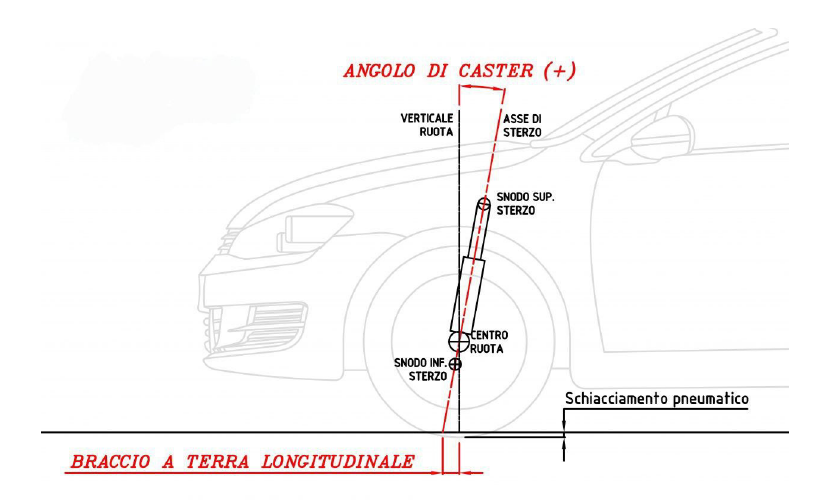 ANGOLO DI CASTER (+)
VERTICALE
RUOTA
ASSE DI
STERZO
SNODO SUP.
STERZO
CENTRO
RUOTA
SNODO INF.
STERZO
Schiacciamento pneumatico
BRACCIO A TERRA LONGITUDINALE